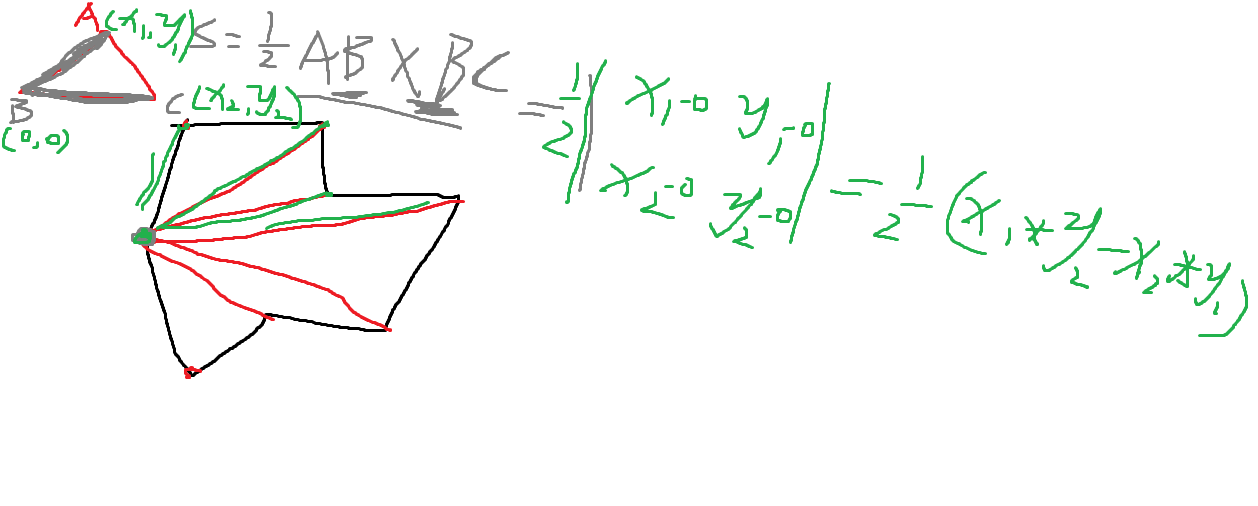 A (x₁,y₁) S = 1/2 AB × BC = 1/2 | x₁-0 y₁-0 |
B C (x₂,y₂) | x₂-0 y₂-0 | = 1/2 (x₁*y₂-x₂*y₁)
(0,0)